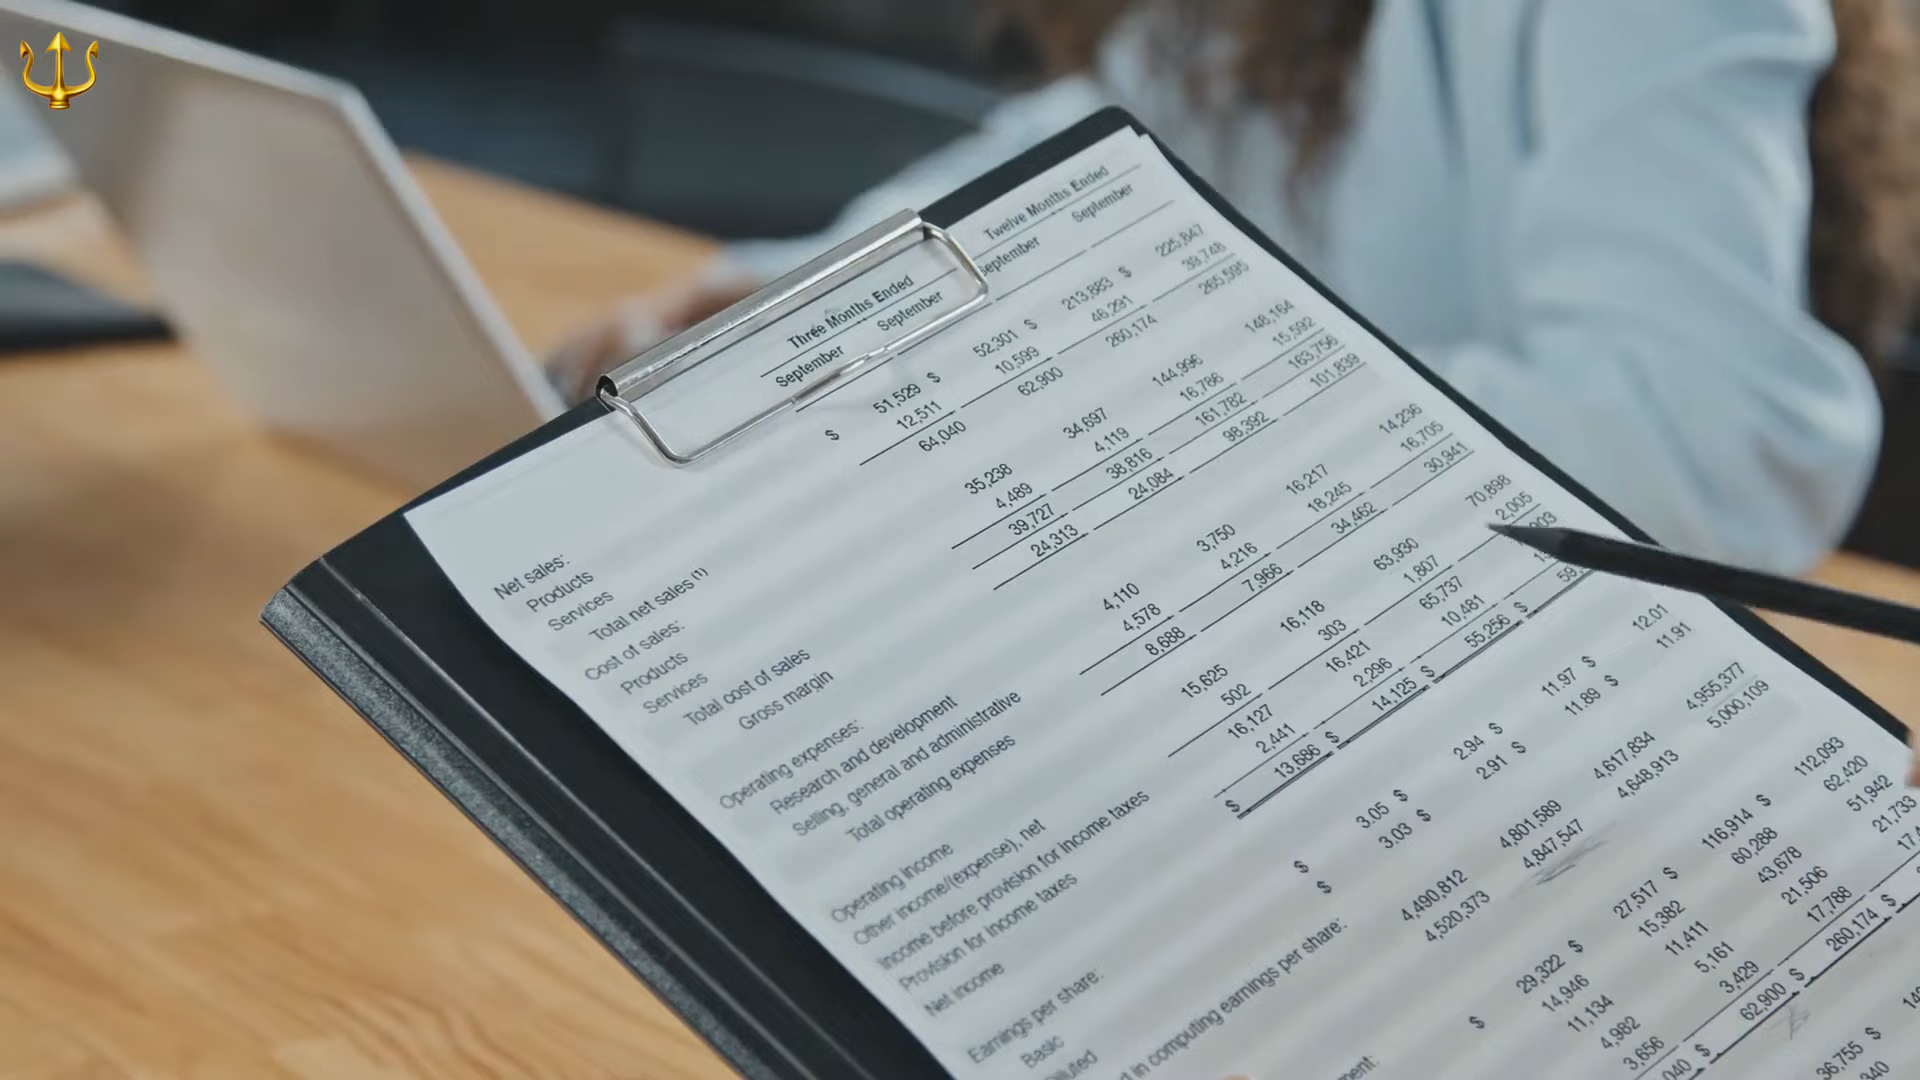 Three Months Ended Twelve Months Ended
September September September September
Net sales:
Products $ 51,529 $ 52,301 $ 213,883 $ 225,847
Services 12,511 10,599 46,291 39,748
Total net sales (1) 64,040 62,900 260,174 265,595
Cost of sales:
Products 35,238 34,697 144,996 148,164
Services 4,489 4,119 16,786 15,592
Total cost of sales 39,727 38,816 161,782 163,756
Gross margin 24,313 24,084 98,392 101,839
Operating expenses:
Research and development 4,110 3,750 16,217 14,236
Selling, general and administrative 4,578 4,216 18,245 16,705
Total operating expenses 8,688 7,966 34,462 30,941
Operating income 15,625 16,118 63,930 70,898
Other income/(expense), net 502 303 1,807 2,005
Income before provision for income taxes 16,127 16,421 65,737
Provision for income taxes 2,441 2,296 10,481
Net income $ 13,686 $ 14,125 $ 55,256 $
Earnings per share:
Basic $ 3.05 $ 2.94 $ 11.97 $ 12.01
Diluted $ 3.03 $ 2.91 $ 11.89 $ 11.91
in computing earnings per share:
4,490,812 4,801,589 4,617,834 4,955,377
4,520,373 4,847,547 4,648,913 5,000,109
$ 29,322 $ 27,517 $ 116,914 $ 112,093
14,946 15,382 60,288 62,420
11,134 11,411 43,678 51,942
4,982 5,161 21,506 21,733
3,656 3,429 17,788
$ 62,900 $ 260,174 $
36,755 $